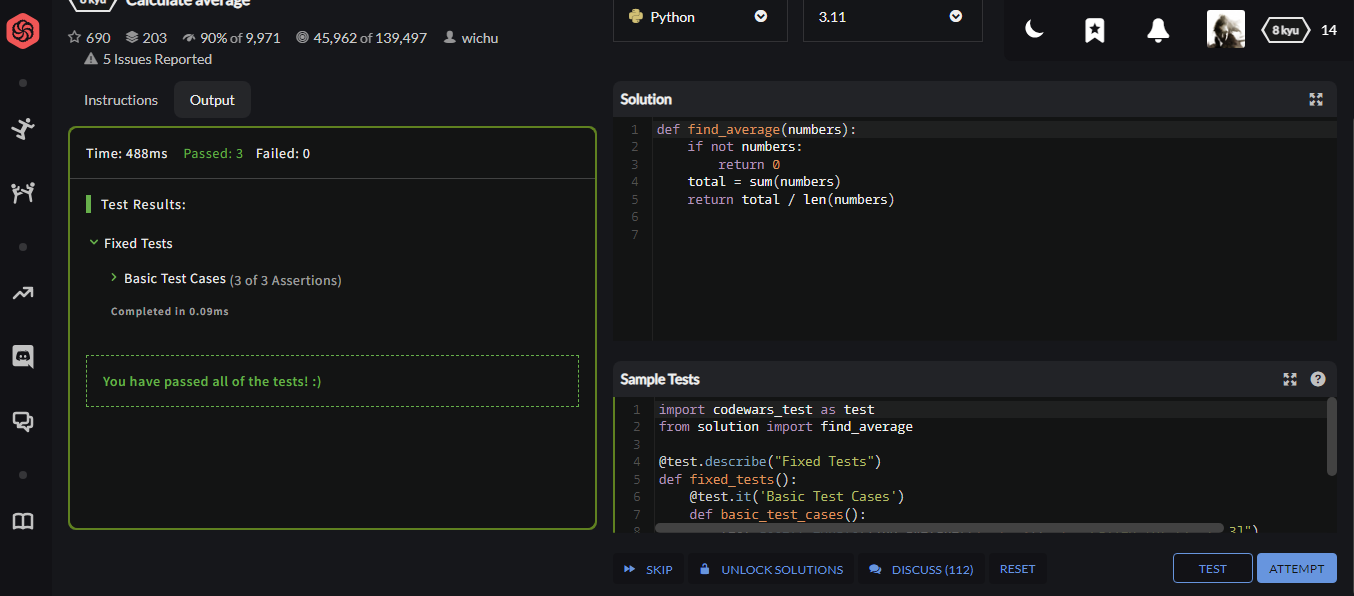 8 kyu
Calculate average
690 203 90% of 9,971 45,962 of 139,497 wichu
5 Issues Reported
Instructions Output
Time: 488ms Passed: 3 Failed: 0
Test Results:
Fixed Tests
Basic Test Cases (3 of 3 Assertions)
Completed in 0.09ms
You have passed all of the tests! :)
Python 3.11
8 kyu 14
Solution
1 def find_average(numbers):
2 if not numbers:
3 return 0
4 total = sum(numbers)
5 return total / len(numbers)
6
7
Sample Tests
?
1 import codewars_test as test
2 from solution import find_average
3
4 @test.describe("Fixed Tests")
5 def fixed_tests():
6 @test.it('Basic Test Cases')
7 def basic_test_cases():
8 3]")
SKIP UNLOCK SOLUTIONS DISCUSS (112) RESET TEST ATTEMPT